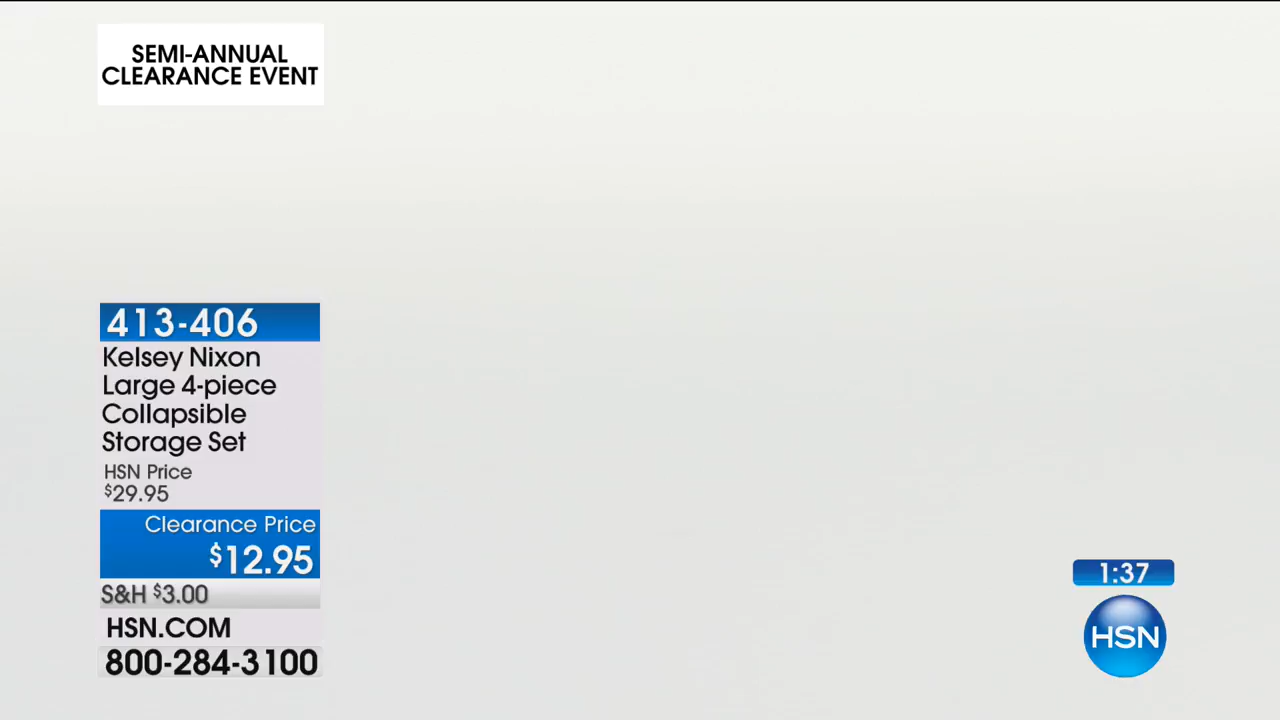 SEMI-ANNUAL
CLEARANCE EVENT
413-406
Kelsey Nixon
Large 4-piece
Collapsible
Storage Set
HSN Price
$29.95
Clearance Price
$12.95
S&H $3.00
HSN.COM
800-284-3100
1:37
HSN